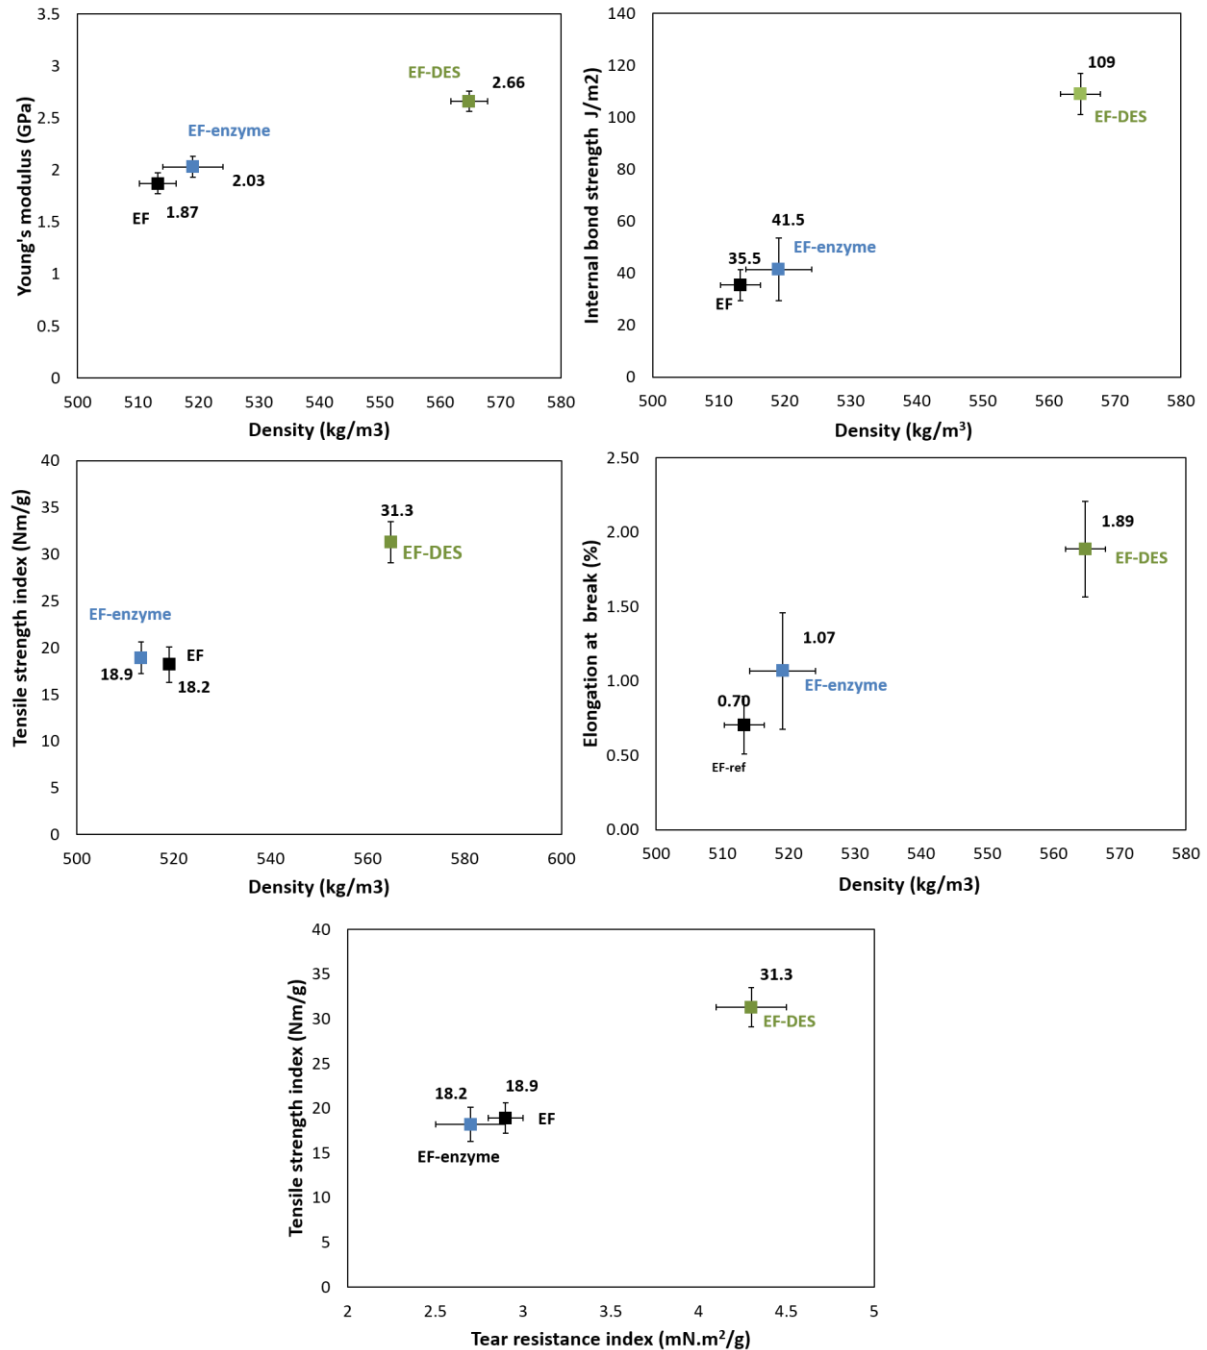 3.5
3
2.5
2
1.5
1
0.5
0
Young's modulus (GPa)
EF-DES
2.66
EF-enzyme
2.03
EF
1.87
500 510 520 530 540 550 560 570 580
Density (kg/m3)
140
120
100
80
60
40
20
0
Internal bond strength J/m2)
109
EF-DES
41.5
EF-enzyme
35.5
EF
500 510 520 530 540 550 560 570 580
Density (kg/m³)
40
35
30
25
20
15
10
5
0
Tensile strength index (Nm/g)
31.3
EF-DES
EF-enzyme
18.9
EF
18.2
500 520 540 560 580 600
Density (kg/m3)
2.50
2.00
1.50
1.00
0.50
0.00
Elongation at break (%)
1.89
EF-DES
1.07
EF-enzyme
0.70
EF-ref
500 510 520 530 540 550 560 570 580
Density (kg/m3)
40
35
30
25
20
15
10
5
0
Tensile strength index (Nm/g)
31.3
EF-DES
18.2
18.9
EF
EF-enzyme
2 2.5 3 3.5 4 4.5 5
Tear resistance index (mN.m²/g)